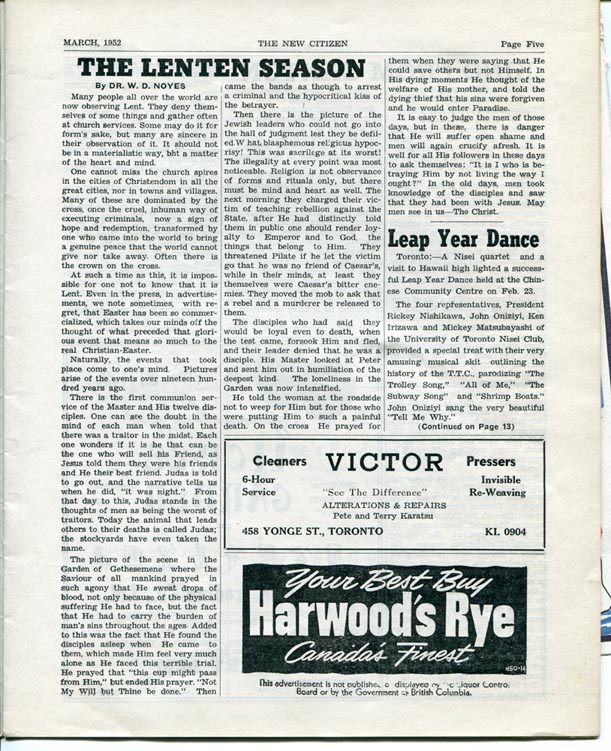 MARCH, 1952
THE NEW CITIZEN
Page Five
THE LENTEN SEASON
By DR. W. D. NOYES
Many people all over the world are
now observing Lent. They deny them-
selves of some things and gather often
at church services. Some may do it for
form's sake, but many are sincere in
their observation of it. It should not
be in a materialistic way, bht a matter
of the heart and mind.
One cannot miss the church spires
in the cities of Christendom in all the
great cities, nor in towns and villages.
Many of these are dominated by the
cross, once the cruel, inhuman way of
executing criminals, now a sign of
hope and redemption, transformed by
one who came into the world to bring
a genuine peace that the world cannot
give nor take away. Often there is
the crown on the cross.
At such a time as this, it is impos-
sible for one not to know that it is
Lent. Even in the press, in advertise-
ments, we note sometimes, with re-
gret, that Easter has been so commer-
cialized, which takes our minds off the
thought of what preceded that glori-
ous event that means so much to the
real Christian-Easter.
Naturally, the events that took
place come to one's mind. Pictures
arise of the events over nineteen hun-
dred years ago.
There is the first communion ser-
vice of the Master and His twelve dis-
ciples. One can see the doubt in the
mind of each man when told that
there was a traitor in the midst. Each
one wonders if it is he that can be
the one who will sell his Friend, as
Jesus told them they were his friends
and He their best friend. Judas is told
to go out, and the narrative tells us
when he did, "it was night." From
that day to this, Judas stands in the
thoughts of men as being the worst of
traitors. Today the animal that leads
others to their deaths is called Judas;
the stockyards have even taken the
name.
The picture of the scene in the
Garden of Gethesemene where the
Saviour of all mankind prayed in
such agony that He sweat drops of
blood, not only because of the physical
suffering He had to face, but the fact
that He had to carry the burden of
man's sins throughout the ages. Added
to this was the fact that He found the
disciples asleep when He came to
them, which made Him feel very much
alone as He faced this terrible trial.
He prayed that "this cup might pass
from Him," but ended His prayer. "Not
My Will but Thine be done." Then
came the bands as though to arrest
a criminal and the hypocritical kiss of
the betrayer.
Then there is the picture of the
Jewish leaders who could not go into
the hall of judgment lest they be defil-
ed.W hat, blasphemous religious hypoc-
risy! This was sacrilege at its worst!
The illegality at every point was most
noticeable. Religion is not observance
of forms and rituals only, but there
must be mind and heart as well. The
next morning they charged their vic-
tim of teaching rebellion against the
State, after He had distinctly told
them in public one should render loy-
alty to Emperor and to God, the
things that belong to Him. They
threatened Pilate if he let the victim
go that he was no friend of Caesar's,
while in their minds, at least they
themselves were Caesar's bitter ene-
mies. They moved the mob to ask that
a rebel and a murderer be released to
them.
The disciples who had said they
would be loyal even to death, when
the test came, forsook Him and fled,
and their leader denied that he was a
disciple. His Master looked at Peter
and sent him out in humiliation of the
deepest kind The loneliness in the
Garden was now intensified.
He told the woman at the roadside
not to weep for Him but for those who
were putting Him to such a painful
death. On the cross He prayed for
them when they were saying that He
could save others but not Himself. In
His dying moments He thought of the
welfare of His mother, and told the
dying thief that his sins were forgiven
and he would enter Paradise.
It is easy to judge the men of those
days, but in these, there is danger
that He will suffer open shame and
men will again crucify afresh. It is
well for all His followers in these days
to ask themselves: "It is I who is be-
traying Him by not living the way I
ought?" In the old days, men took
knowledge of the disciples and saw
that they had been with Jesus. May
men see in us—The Christ.
Leap Year Dance
Toronto:—A Nisei quartet and a
visit to Hawaii high lighted a success-
ful Leap Year Dance held at the Chin-
ese Community Centre on Feb. 23.
The four representatives, President
Rickey Nishikawa, John Oniziyi, Ken
Irizawa and Mickey Matsubayashi of
the University of Toronto Nisei Club,
provided a special treat with their very
amusing musical skit outlining the
history of the T.T.C., parodizing "The
Trolley Song," "All of Me," "The
Subway Song" and "Shrimp Boats."
John Oniziyi sang the very beautiful
"Tell Me Why."
(Continued on Page 13)
Cleaners VICTOR Pressers
6-Hour
Service
Invisible
Re-Weaving
"See The Difference"
ALTERATIONS & REPAIRS
Pete and Terry Karatsu
458 YONGE ST., TORONTO
KI. 0904
Your Best Buy
Harwood's Rye
Canada's Finest
HSO-14
This advertisement is not published or displayed by the Liquor Control
Board or by the Government of British Columbia.